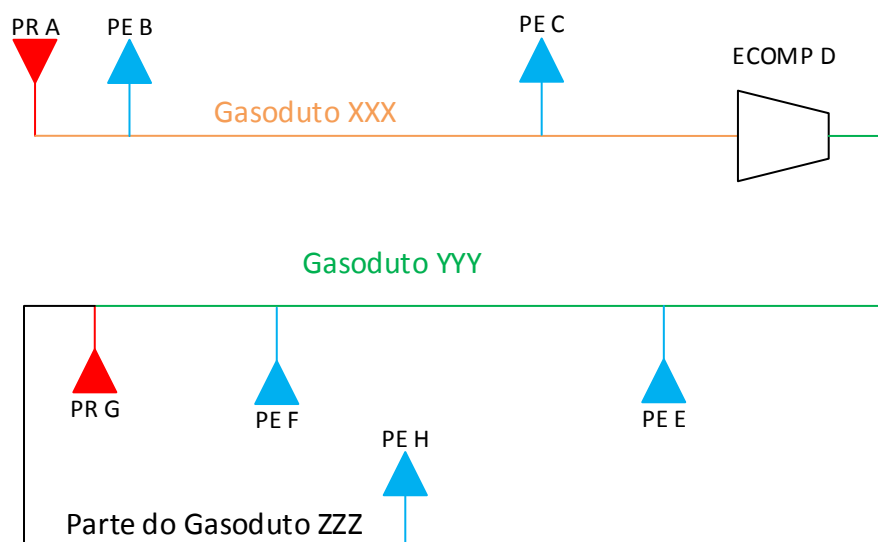 PR A
PE B
PE C
ECOMP D
Gasoduto XXX
Gasoduto YYY
PR G
PE F
PE E
PE H
Parte do Gasoduto ZZZ